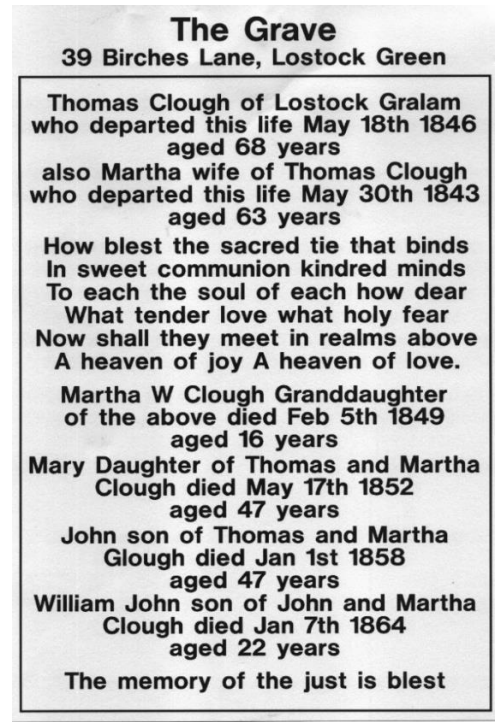 The Grave
39 Birches Lane, Lostock Green
Thomas Clough of Lostock Gralam
who departed this life May 18th 1846
aged 68 years
also Martha wife of Thomas Clough
who departed this life May 30th 1843
aged 63 years
How blest the sacred tie that binds
In sweet communion kindred minds
To each the soul of each how dear
What tender love what holy fear
Now shall they meet in realms above
A heaven of joy A heaven of love.
Martha W Clough Granddaughter
of the above died Feb 5th 1849
aged 16 years
Mary Daughter of Thomas and Martha
Clough died May 17th 1852
aged 47 years
John son of Thomas and Martha
Glough died Jan 1st 1858
aged 47 years
William John son of John and Martha
Clough died Jan 7th 1864
aged 22 years
The memory of the just is blest